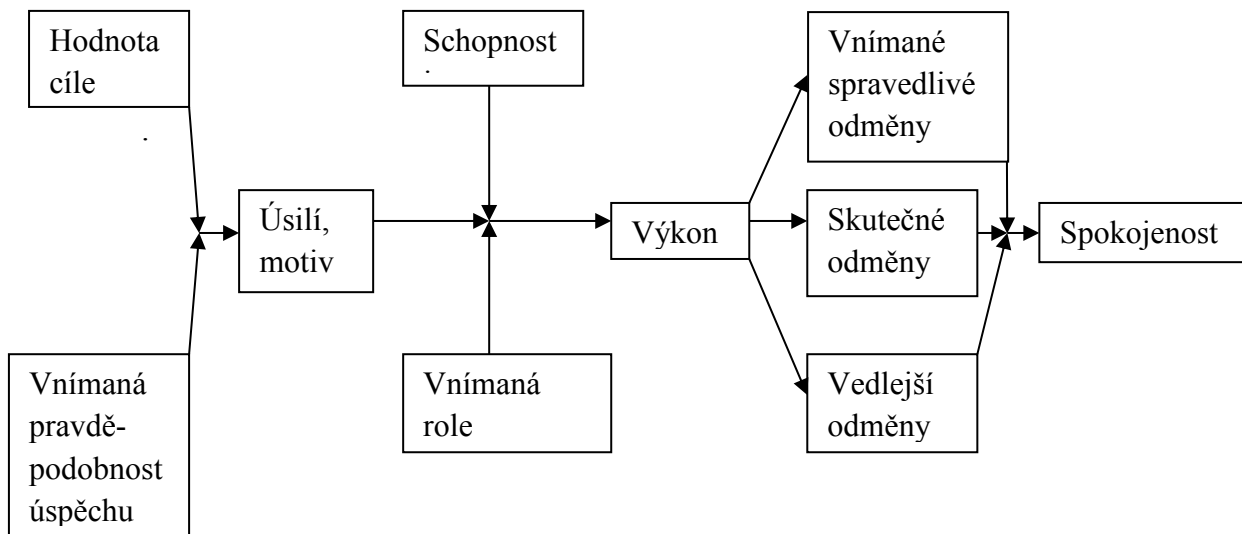 Hodnota
cíle
Schopnost
Vnímané
spravedlivé
odměny
Úsilí,
motiv
Výkon
Skutečné
odměny
Spokojenost
Vnímaná
pravdě-
podobnost
úspěchu
Vnímaná
role
Vedlejší
odměny